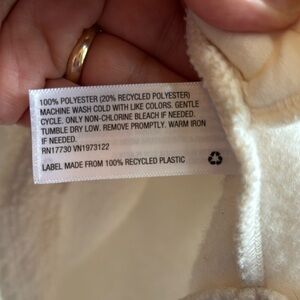 100% POLYESTER (20% RECYCLED POLYESTER)
MACHINE WASH COLD WITH LIKE COLORS. GENTLE
CYCLE. ONLY NON-CHLORINE BLEACH IF NEEDED.
TUMBLE DRY LOW. REMOVE PROMPTLY. WARM IRON
IF NEEDED.
RN17730 VN1973122
LABEL MADE FROM 100% RECYCLED PLASTIC